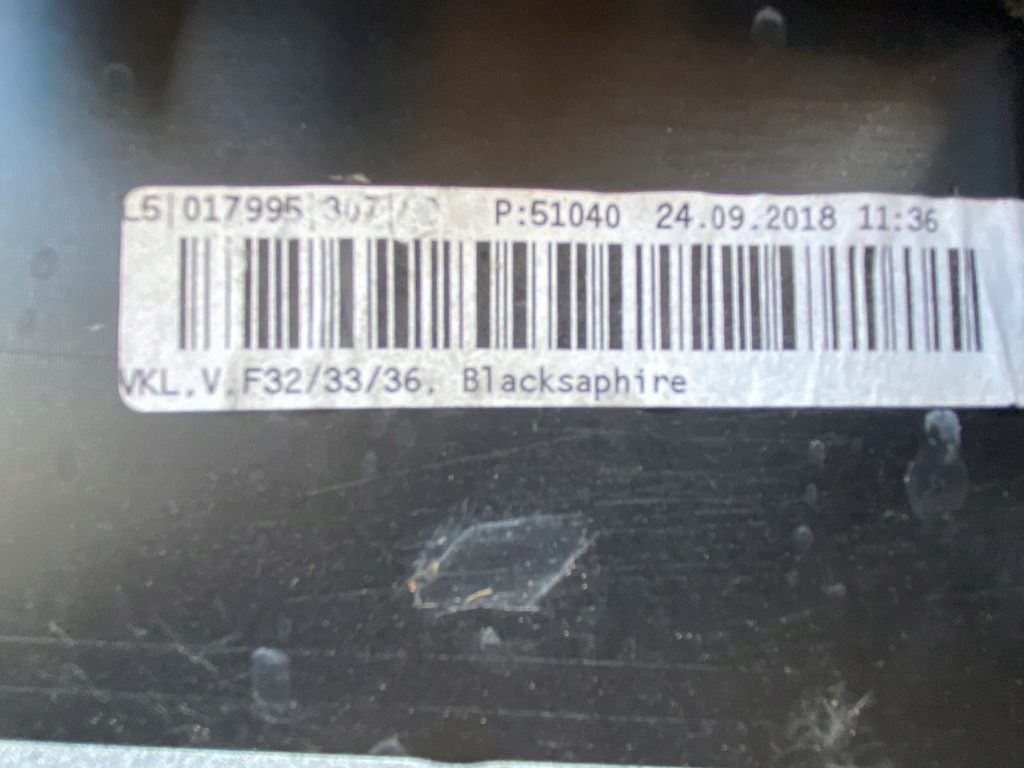 L5|017995 307 P:51040 24.09.2018 11:36
VKL,V,F32/33/36, Blacksaphire